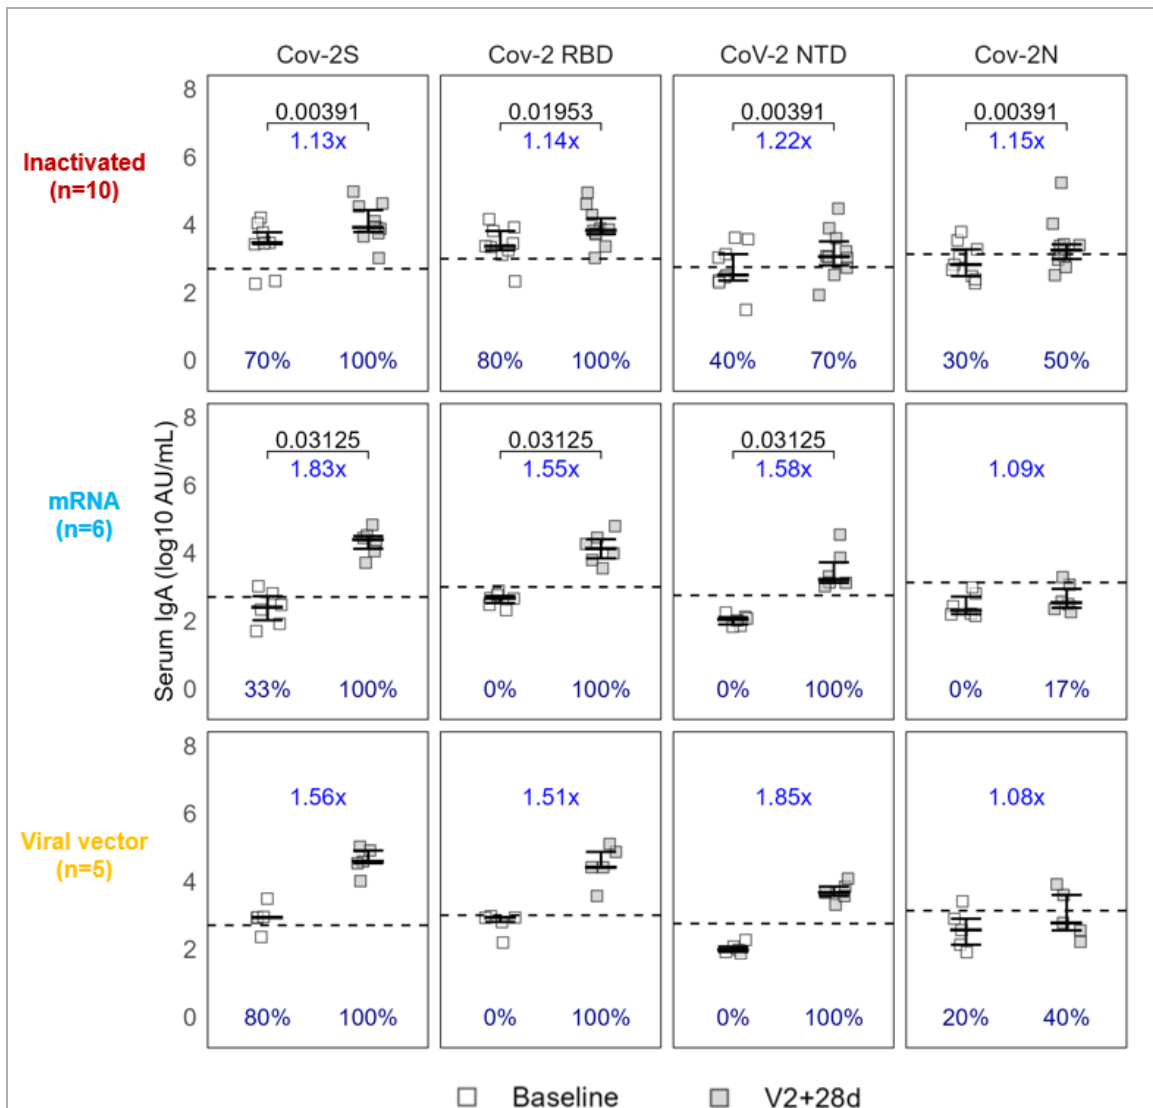 Cov-2S Cov-2 RBD CoV-2 NTD Cov-2N
Inactivated
(n=10)
8
6
4
2
0
0.00391 0.01953 0.00391 0.00391
1.13x 1.14x 1.22x 1.15x
70% 100% 80% 100% 40% 70% 30% 50%
Serum IgA (log10 AU/mL)
mRNA
(n=6)
8
6
4
2
0
0.03125 0.03125 0.03125
1.83x 1.55x 1.58x 1.09x
33% 100% 0% 100% 0% 100% 0% 17%
Viral vector
(n=5)
8
6
4
2
0
1.56x 1.51x 1.85x 1.08x
80% 100% 0% 100% 0% 100% 20% 40%
Baseline V2+28d